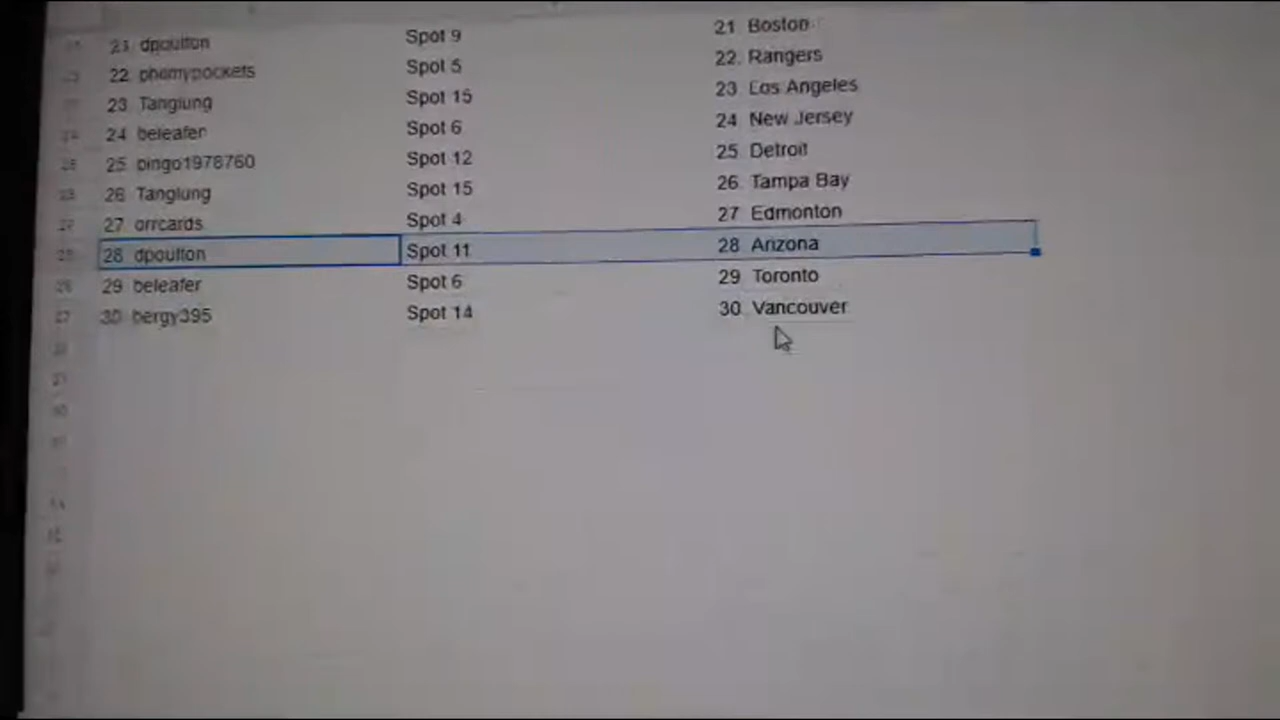 21 dpoulton Spot 9 21 Boston
22 phomypockets Spot 5 22. Rangers
23 Tanglung Spot 15 23 Los Angeles
24 beleafer Spot 6 24 New Jersey
25 bingo1978760 Spot 12 25 Detroit
26 Tanglung Spot 15 26. Tampa Bay
27 orrcards Spot 4 27 Edmonton
28 dpoulton Spot 11 28 Arizona
29 beleafer Spot 6 29 Toronto
30 bergy395 Spot 14 30 Vancouver